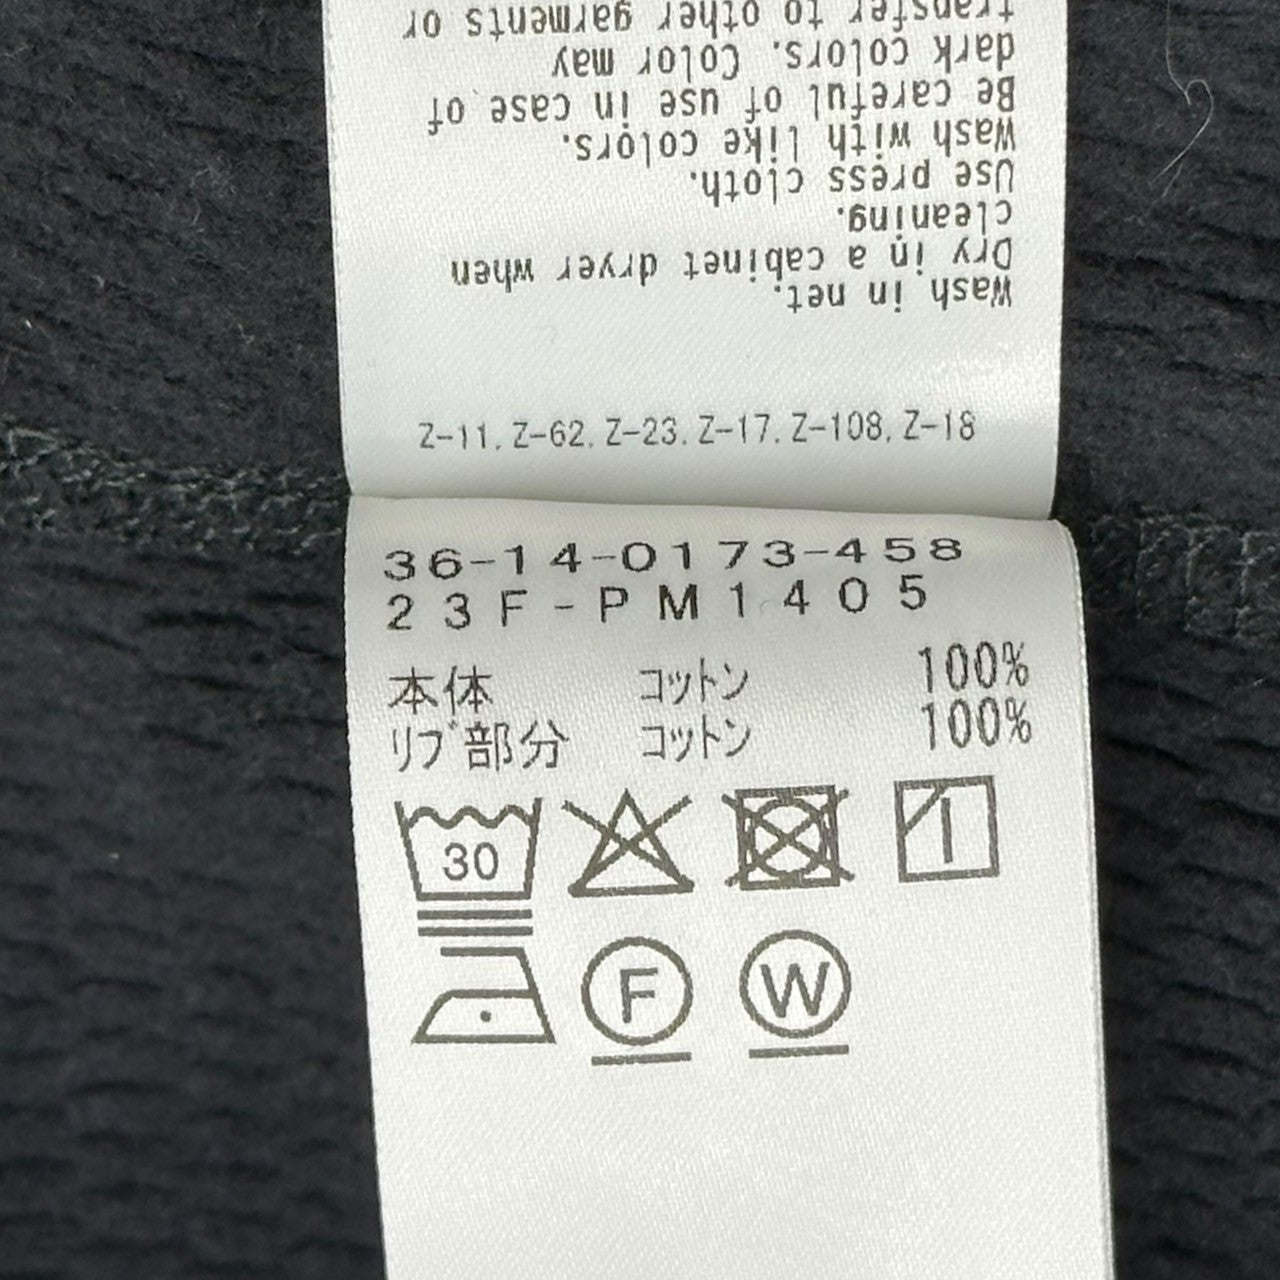 Wash in net.
Dry in a cabinet dryer when
cleaning.
Use press cloth.
Wash with like colors.
Be careful of use in case of
dark colors. Color may
transfer to other garments or
Z-11, Z-62, Z-23, Z-17, Z-108, Z-18
36-14-0173-458
23F-PM1405
本体 コットン 100%
リブ部分 コットン 100%
30
F W